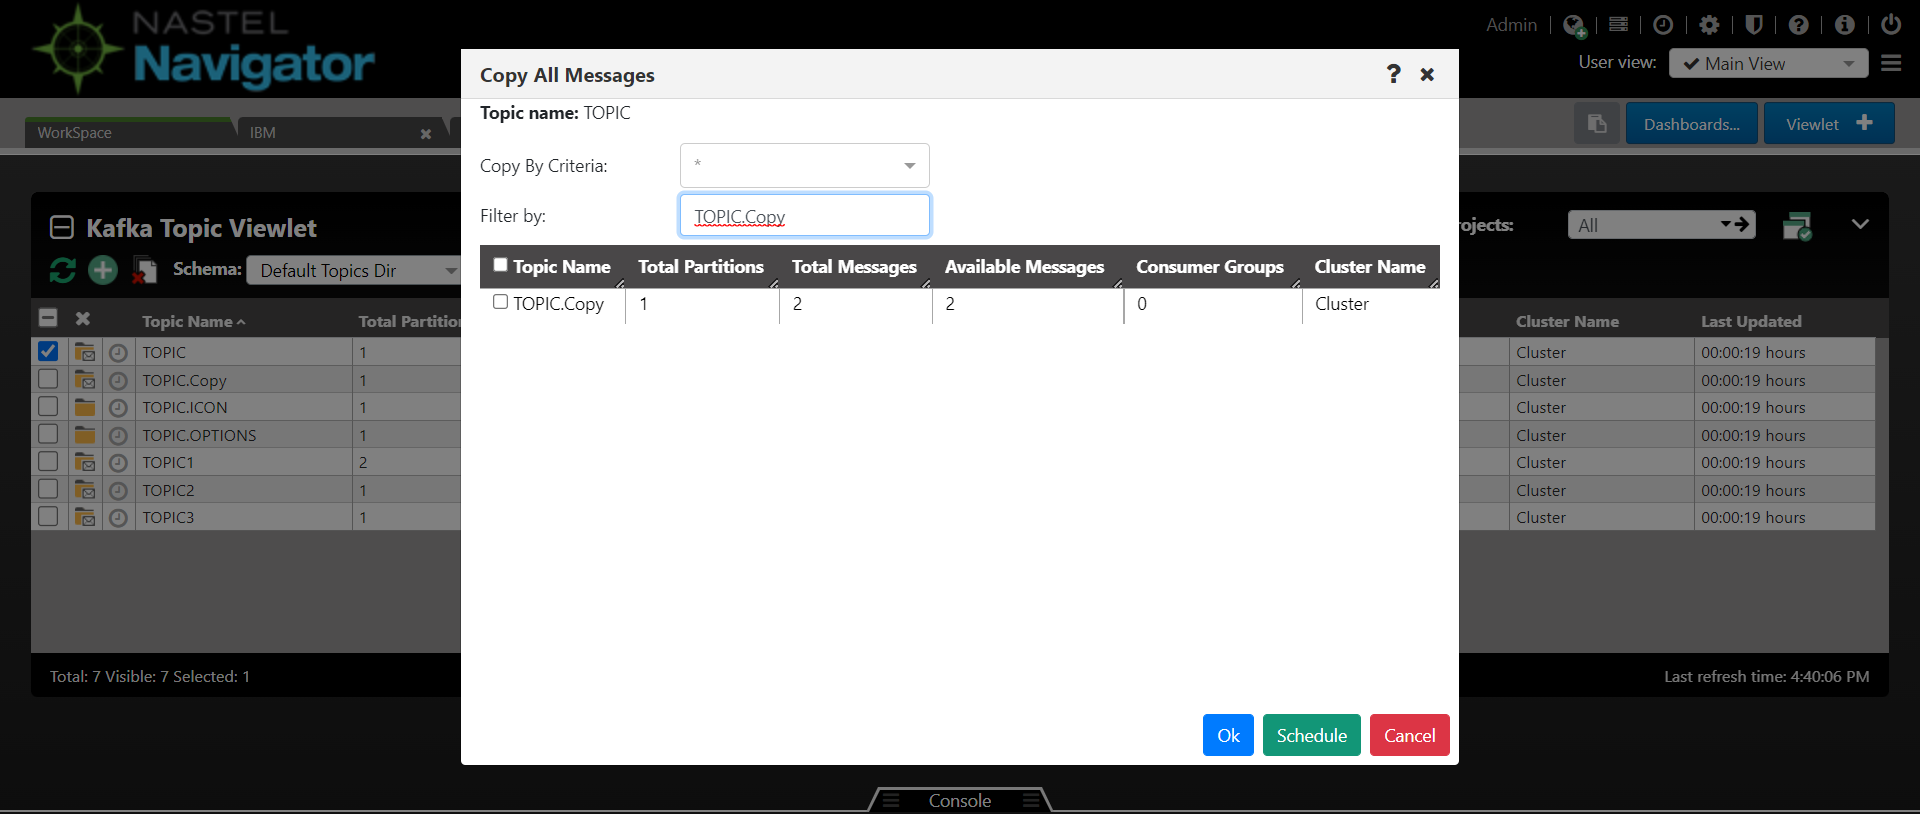 NASTEL
Navigator
Admin
User view: Main View
WorkSpace
IBM
Dashboards...
Viewlet
Kafka Topic Viewlet
Schema: Default Topics Dir
rojects: All
Topic Name Total Partition Cluster Name Last Updated
TOPIC 1 Cluster 00:00:19 hours
TOPIC.Copy 1 Cluster 00:00:19 hours
TOPIC.ICON 1 Cluster 00:00:19 hours
TOPIC.OPTIONS 1 Cluster 00:00:19 hours
TOPIC1 2 Cluster 00:00:19 hours
TOPIC2 1 Cluster 00:00:19 hours
TOPIC3 1 Cluster 00:00:19 hours
Total: 7 Visible: 7 Selected: 1
Last refresh time: 4:40:06 PM
Copy All Messages
Topic name: TOPIC
Copy By Criteria: *
Filter by: TOPIC.Copy
Topic Name Total Partitions Total Messages Available Messages Consumer Groups Cluster Name
TOPIC.Copy 1 2 2 0 Cluster
Ok Schedule Cancel
Console